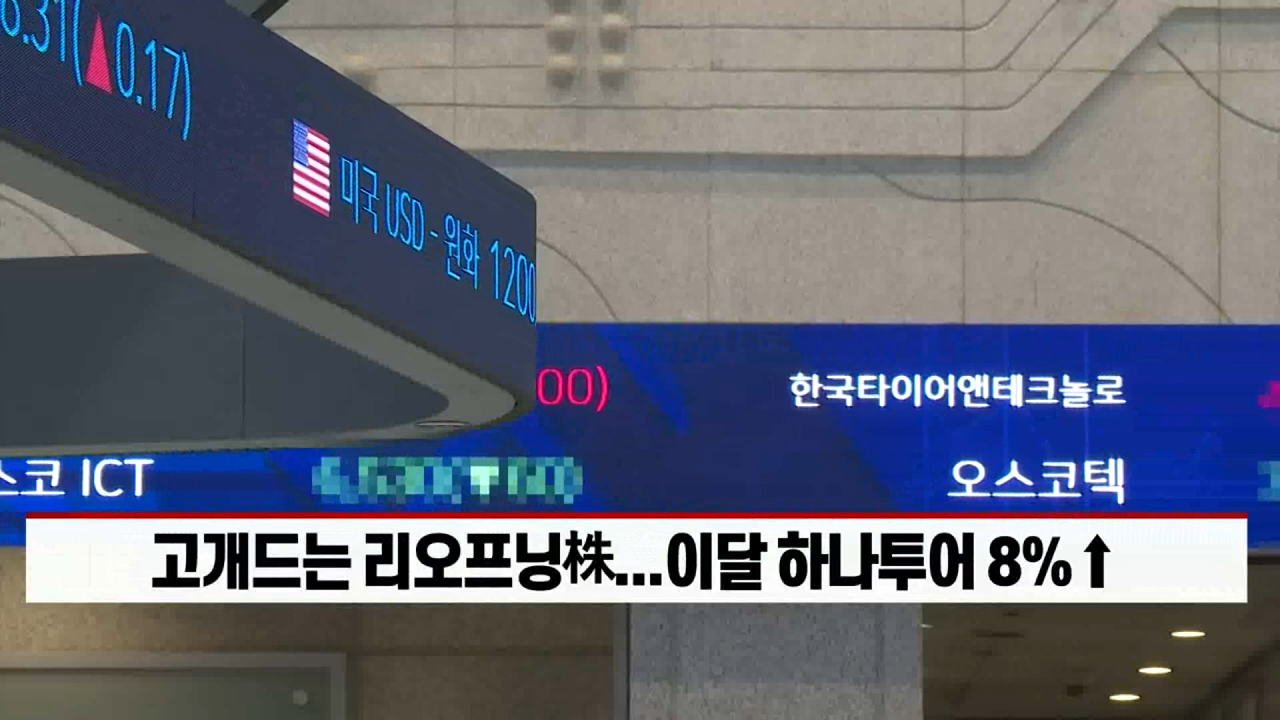 6.31(▲0.17)
미국 USD - 원화 1200
00)
한국타이어앤테크놀로
스코 ICT
오스코텍
고개드는 리오프닝株...이달 하나투어 8%↑